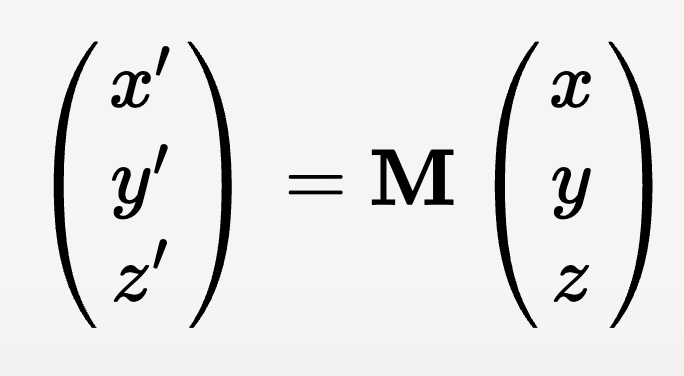 (x′ y′ z′) = M (x y z)